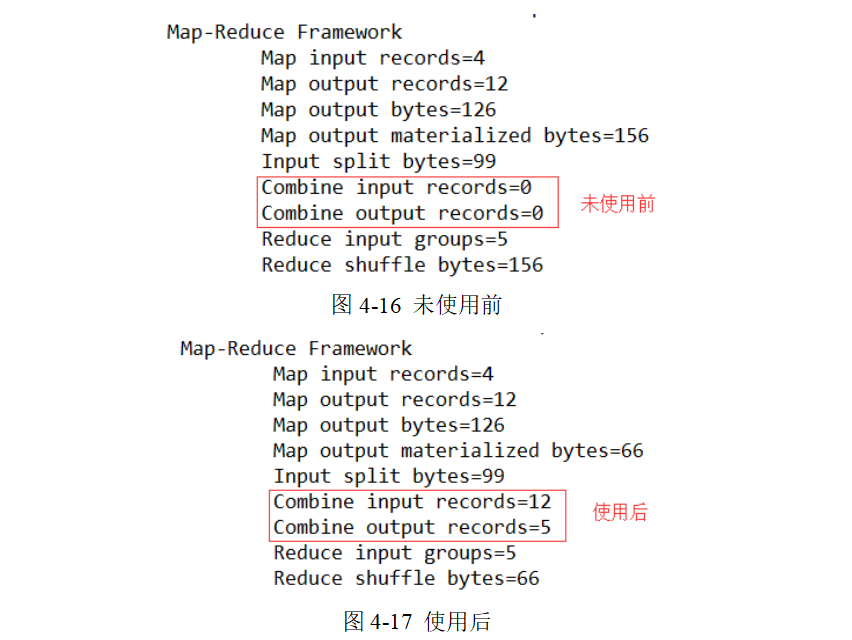 Map-Reduce Framework
Map input records=4
Map output records=12
Map output bytes=126
Map output materialized bytes=156
Input split bytes=99
Combine input records=0
未使用前
Combine output records=0
Reduce input groups=5
Reduce shuffle bytes=156
图 4-16 未使用前
Map-Reduce Framework
Map input records=4
Map output records=12
Map output bytes=126
Map output materialized bytes=66
Input split bytes=99
Combine input records=12
使用后
Combine output records=5
Reduce input groups=5
Reduce shuffle bytes=66
图 4-17 使用后